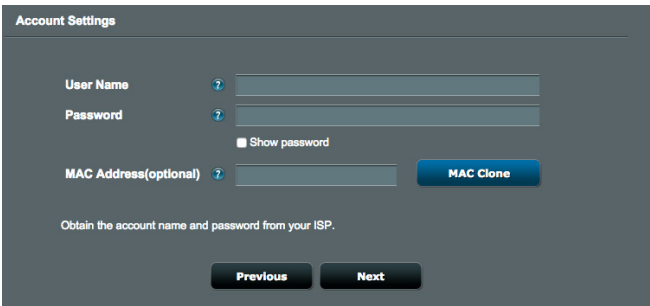 Account Settings
User Name ?
Password ?
Show password
MAC Address(optional) ? MAC Clone
Obtain the account name and password from your ISP.
Previous Next